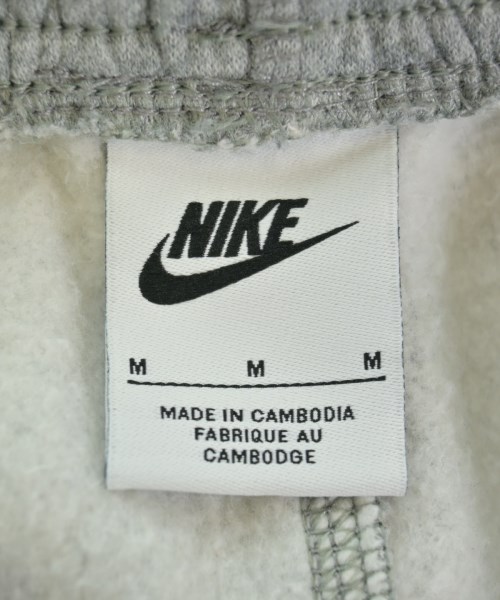 NIKE
M M M
MADE IN CAMBODIA
FABRIQUE AU
CAMBODGE